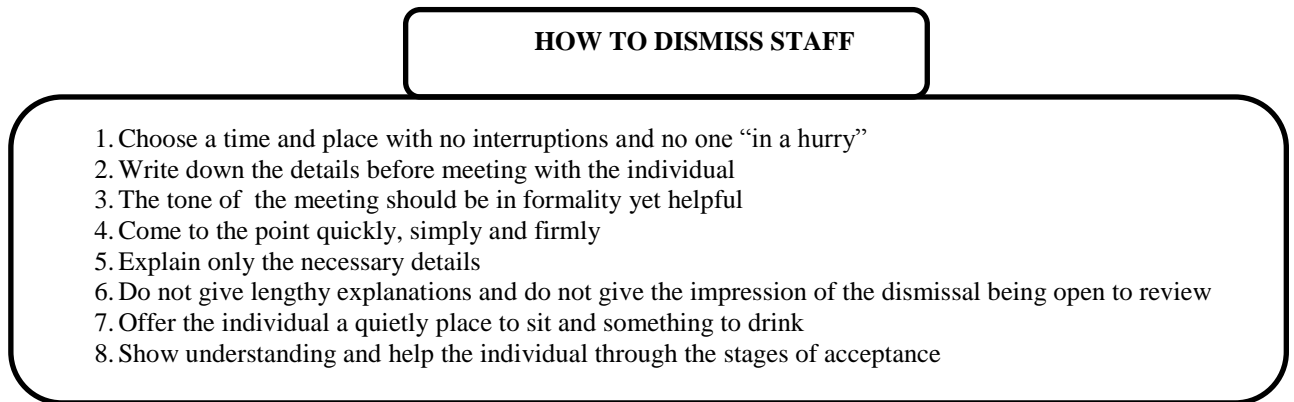 HOW TO DISMISS STAFF
1. Choose a time and place with no interruptions and no one “in a hurry”
2. Write down the details before meeting with the individual
3. The tone of the meeting should be in formality yet helpful
4. Come to the point quickly, simply and firmly
5. Explain only the necessary details
6. Do not give lengthy explanations and do not give the impression of the dismissal being open to review
7. Offer the individual a quietly place to sit and something to drink
8. Show understanding and help the individual through the stages of acceptance